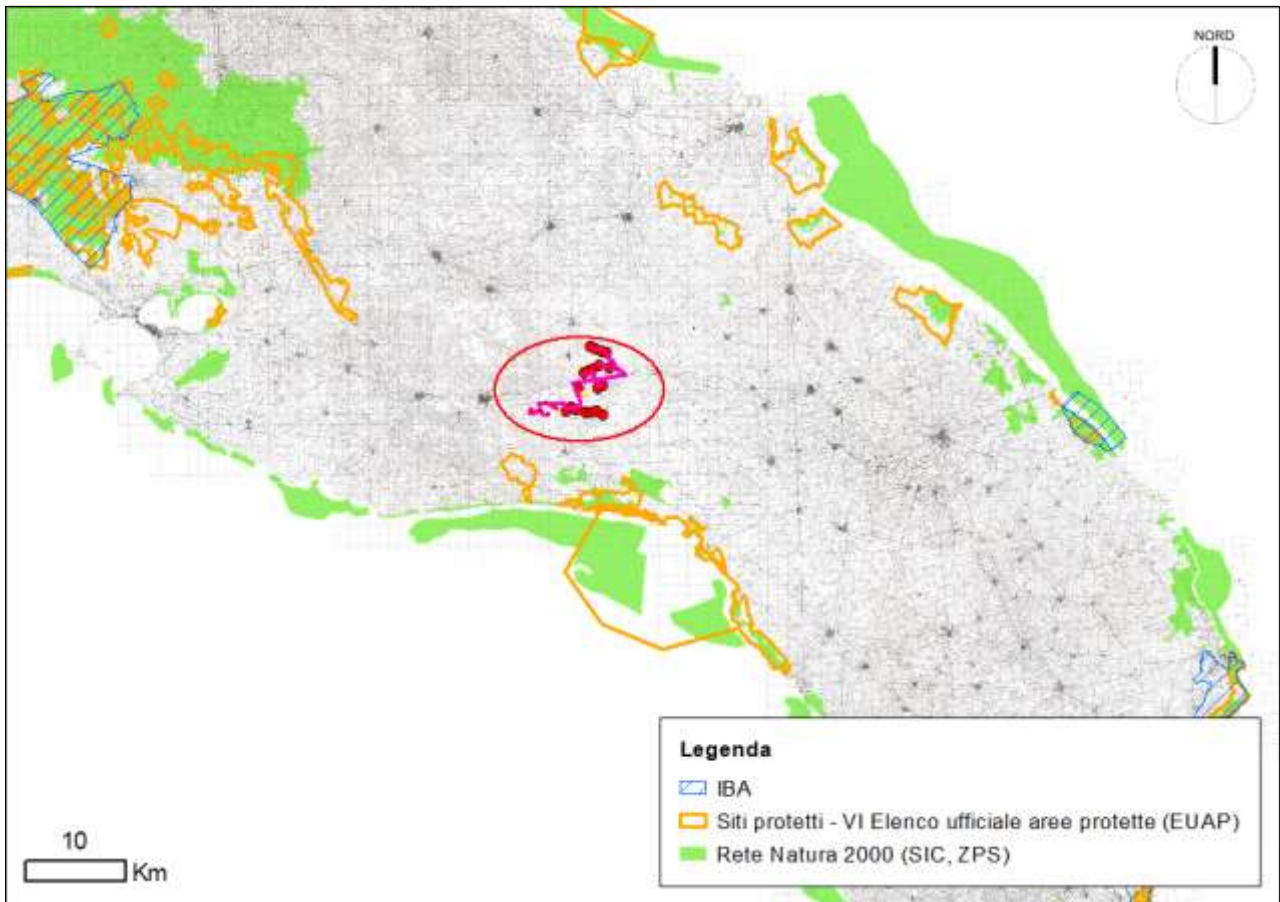 NORD
Legenda
IBA
Siti protetti - VI Elenco ufficiale aree protette (EUAP)
Rete Natura 2000 (SIC, ZPS)
10
Km